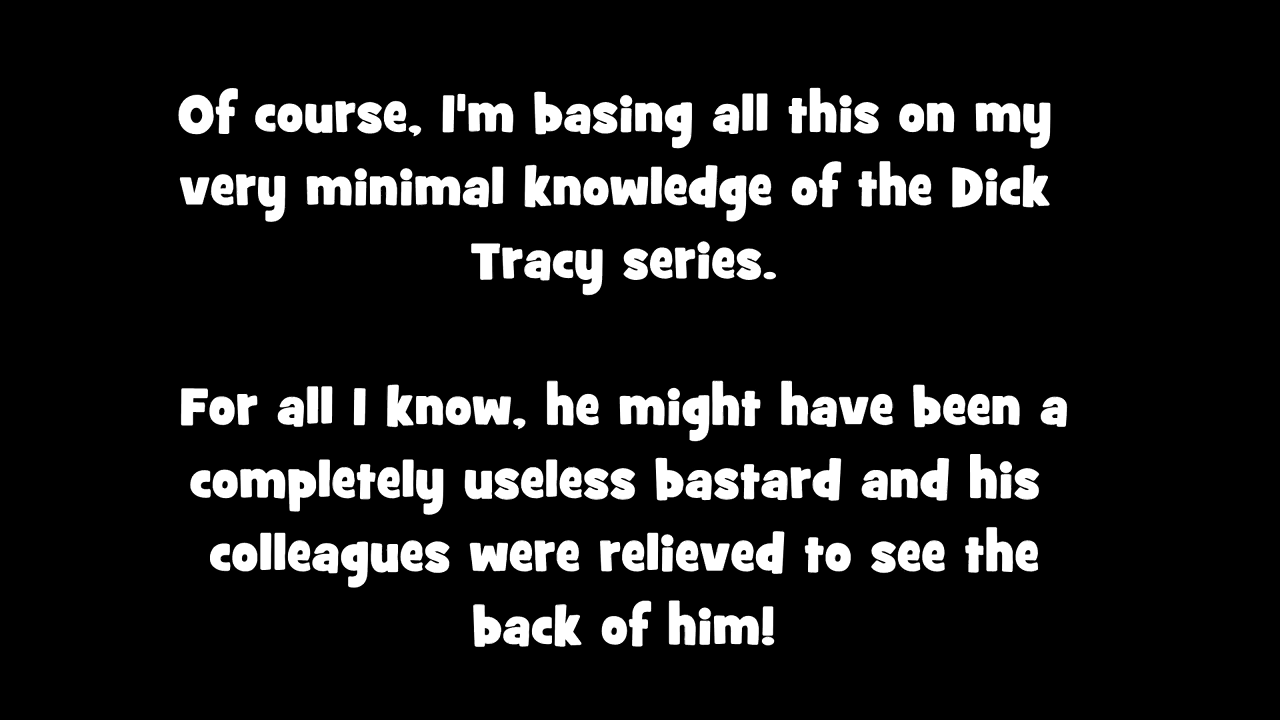 Of course, I'm basing all this on my
very minimal knowledge of the Dick
Tracy series.
For all I know, he might have been a
completely useless bastard and his
colleagues were relieved to see the
back of him!